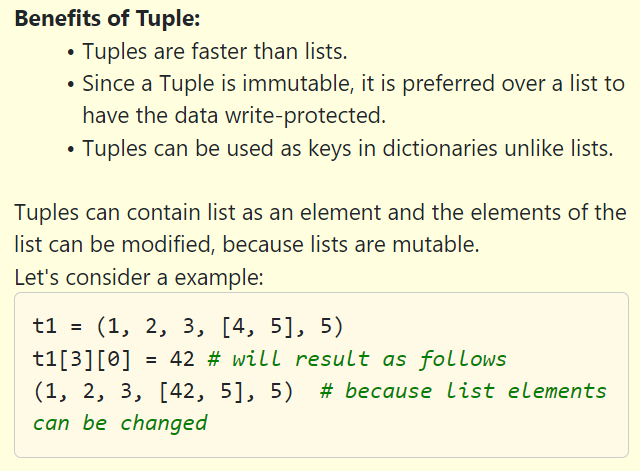 Benefits of Tuple:
• Tuples are faster than lists.
• Since a Tuple is immutable, it is preferred over a list to
have the data write-protected.
• Tuples can be used as keys in dictionaries unlike lists.
Tuples can contain list as an element and the elements of the
list can be modified, because lists are mutable.
Let's consider a example:
t1 = (1, 2, 3, [4, 5], 5)
t1[3][0] = 42 # will result as follows
(1, 2, 3, [42, 5], 5)  # because list elements
can be changed